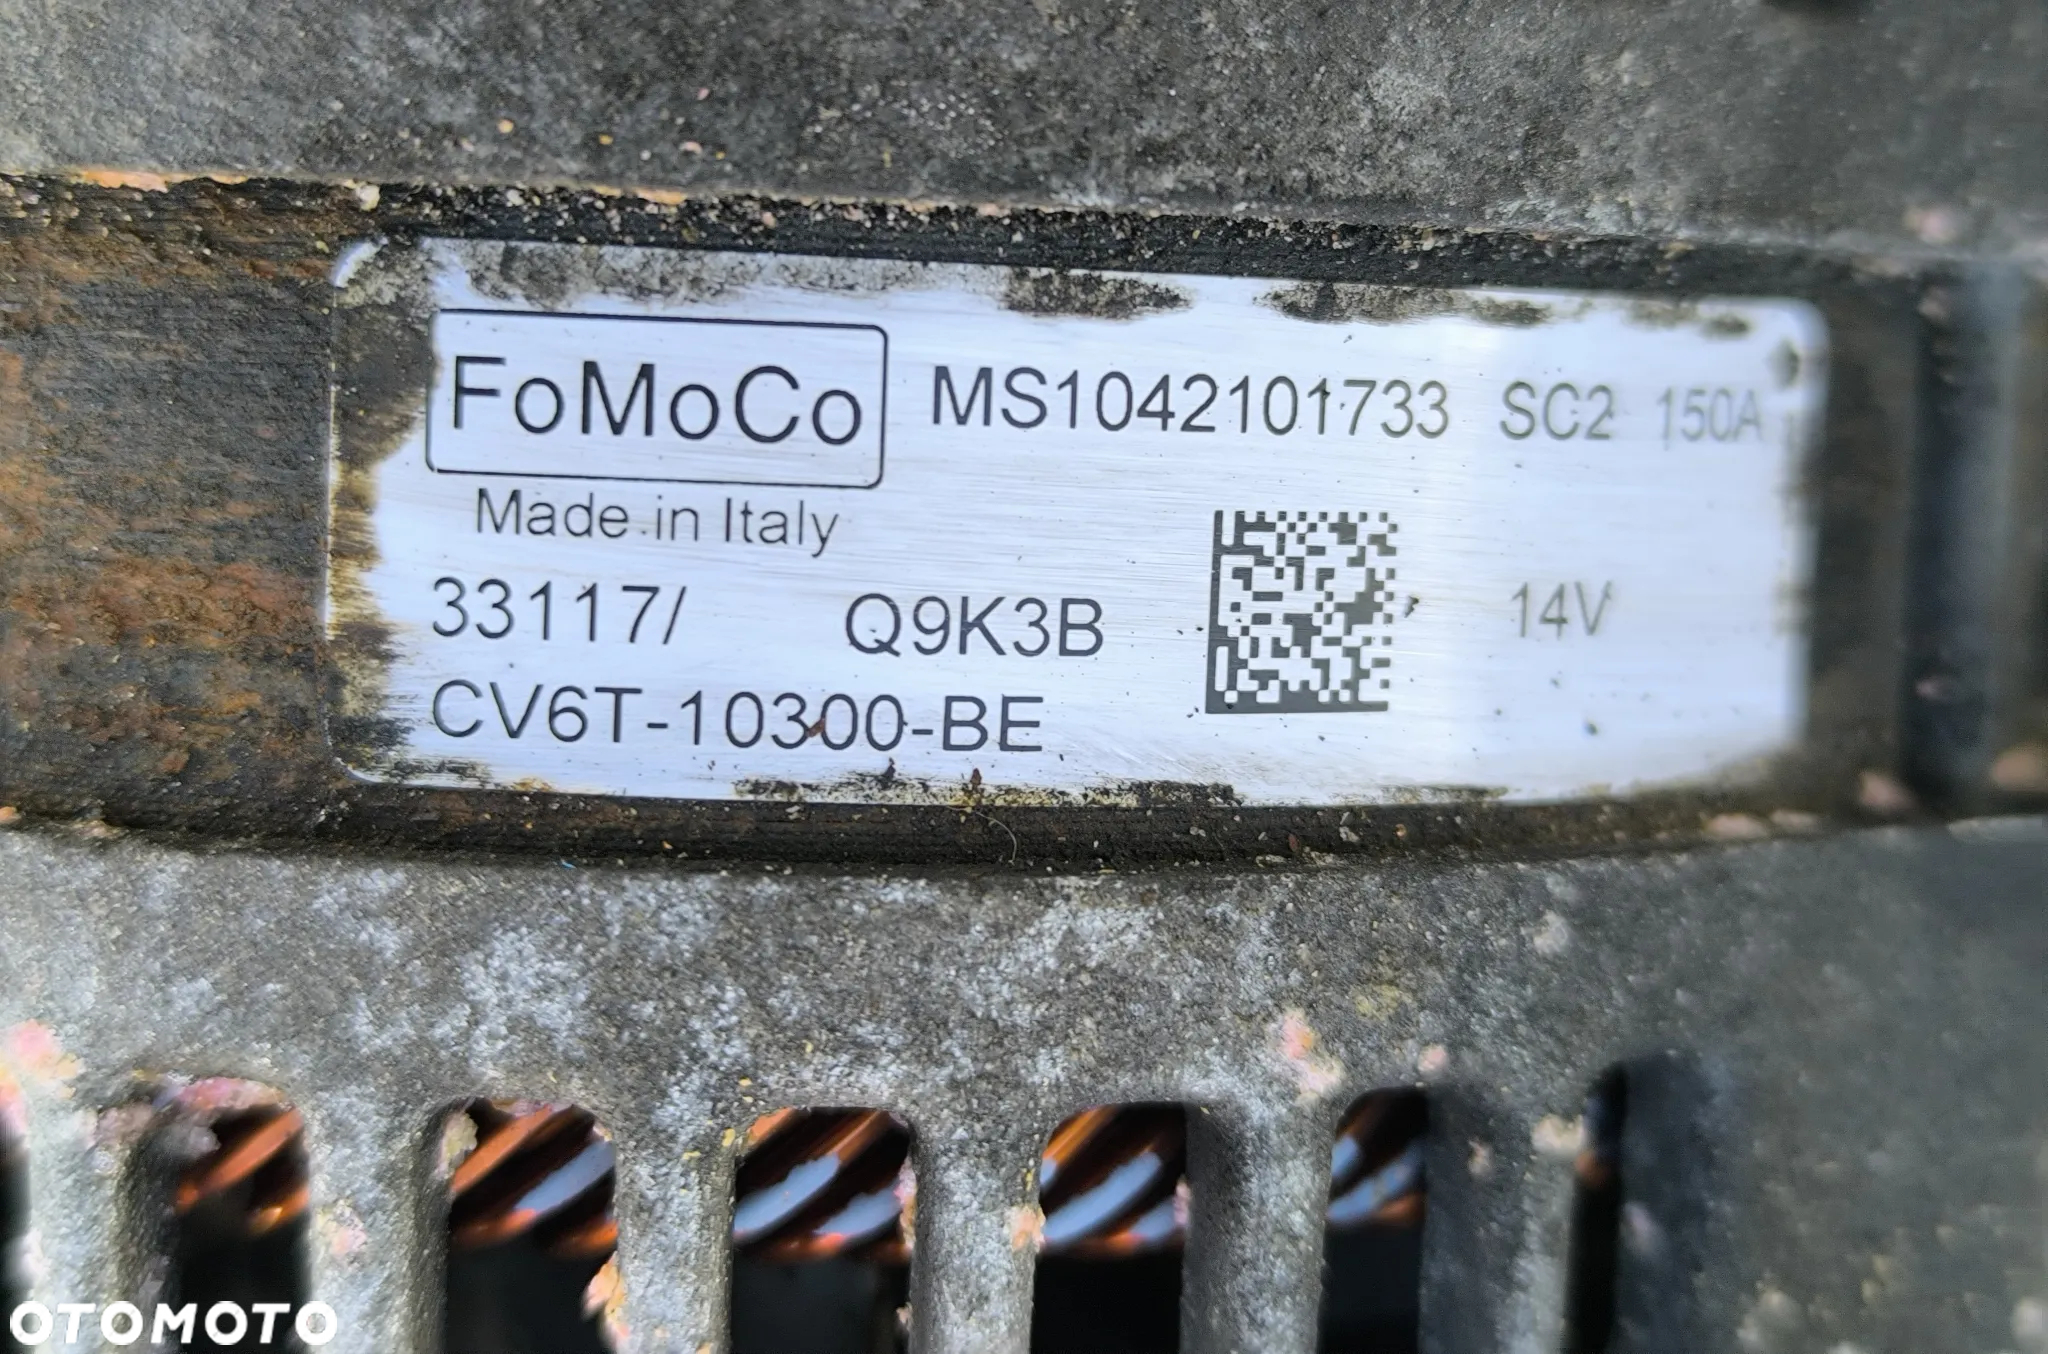 FoMoCo MS1042101733 SC2 150A
Made in Italy
33117/ Q9K3B 14V
CV6T-10300-BE
OTOMOTO